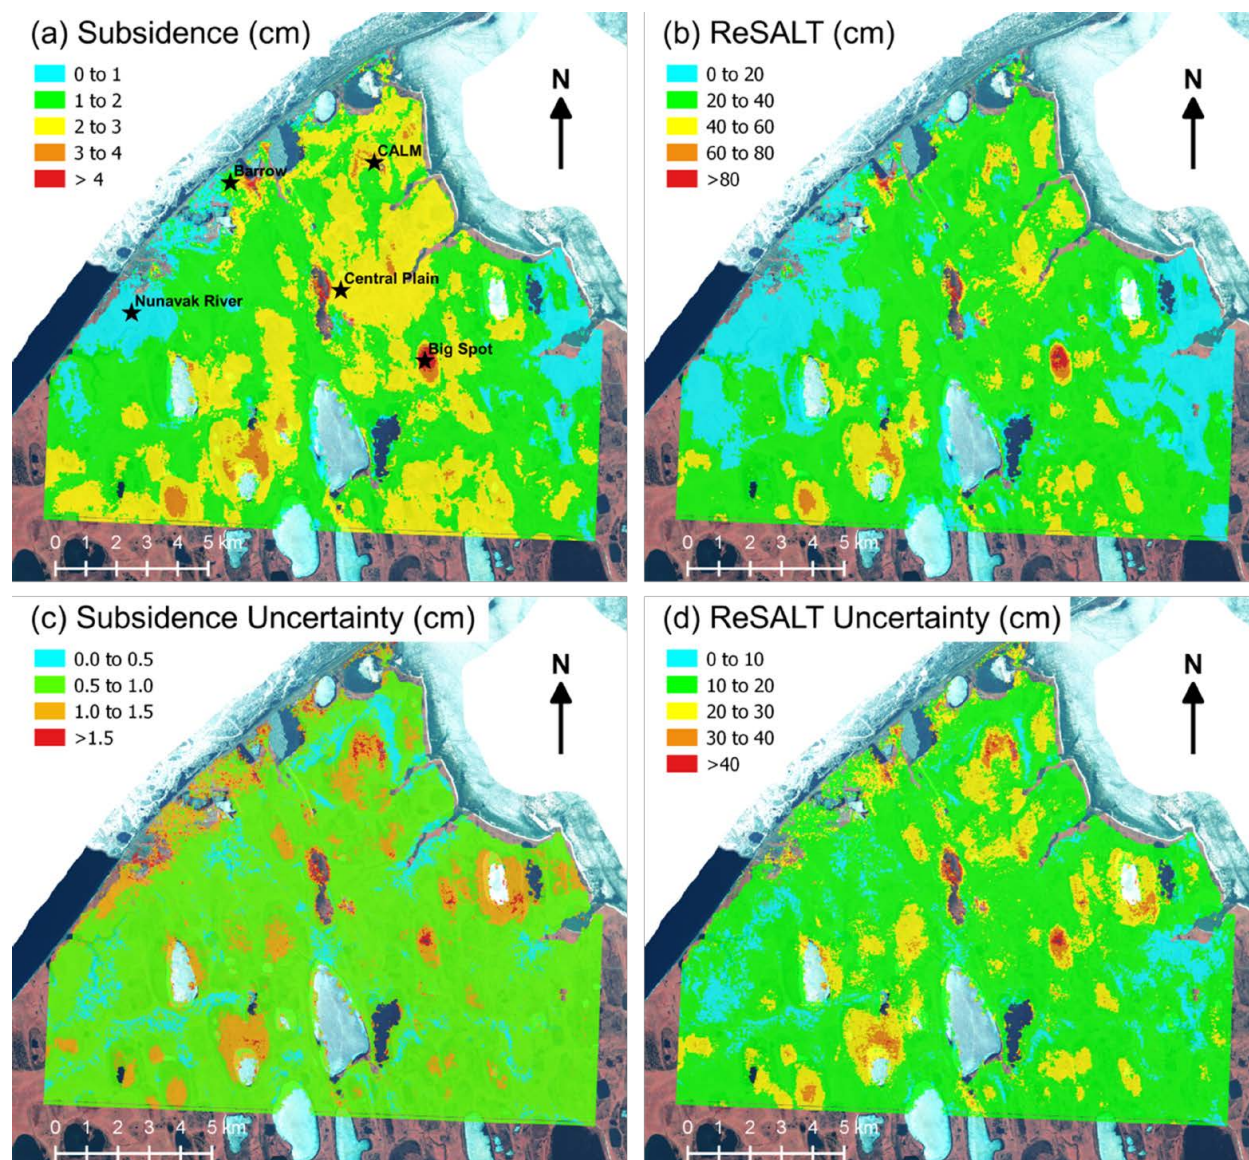 (a) Subsidence (cm)
0 to 1
1 to 2
2 to 3
3 to 4
> 4
N
CALM
Barrow
Central Plain
Nunavak River
Big Spot
0 1 2 3 4 5 km
(b) ReSALT (cm)
0 to 20
20 to 40
40 to 60
60 to 80
>80
N
0 1 2 3 4 5 km
(c) Subsidence Uncertainty (cm)
0.0 to 0.5
0.5 to 1.0
1.0 to 1.5
>1.5
N
0 1 2 3 4 5 km
(d) ReSALT Uncertainty (cm)
0 to 10
10 to 20
20 to 30
30 to 40
>40
N
0 1 2 3 4 5 km